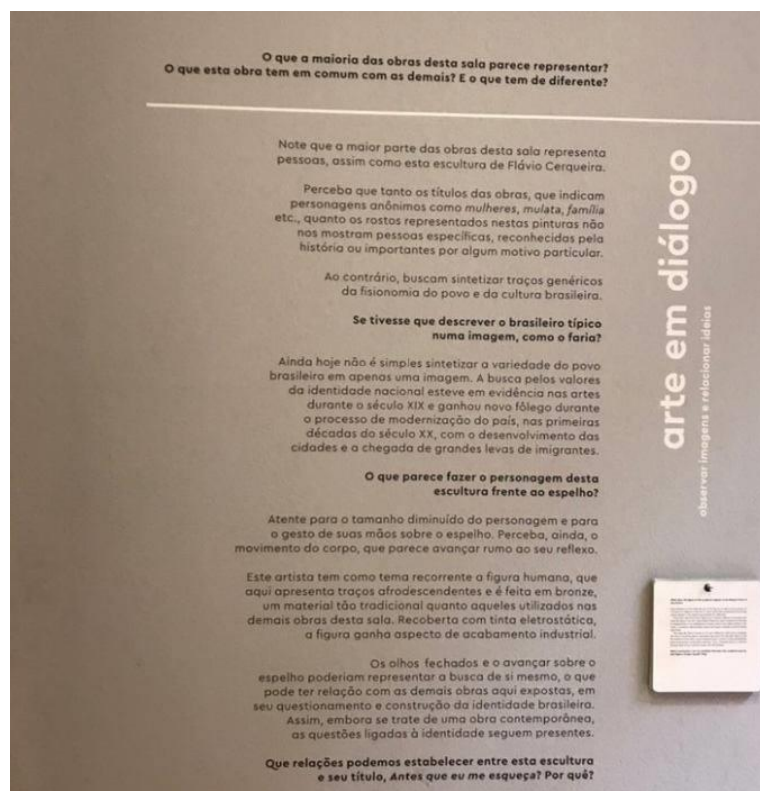 O que a maioria das obras desta sala parece representar?
O que esta obra tem em comum com as demais? E o que tem de diferente?
Note que a maior parte das obras desta sala representa
pessoas, assim como esta escultura de Flávio Cerqueira.
Perceba que tanto os títulos das obras, que indicam
personagens anônimos como mulheres, mulata, família
etc., quanto os rostos representados nestas pinturas não
nos mostram pessoas específicas, reconhecidas pela
história ou importantes por algum motivo particular.
Ao contrário, buscam sintetizar traços genéricos
da fisionomia do povo e da cultura brasileira.
Se tivesse que descrever o brasileiro típico
numa imagem, como o faria?
Ainda hoje não é simples sintetizar a variedade do povo
brasileiro em apenas uma imagem. A busca pelos valores
da identidade nacional esteve em evidência nas artes
durante o século XIX e ganhou novo fôlego durante
o processo de modernização do país, nas primeiras
décadas do século XX, com o desenvolvimento das
cidades e a chegada de grandes levas de imigrantes.
O que parece fazer o personagem desta
escultura frente ao espelho?
Atente para o tamanho diminuído do personagem e para
o gesto de suas mãos sobre o espelho. Perceba, ainda, o
movimento do corpo, que parece avançar rumo ao seu reflexo.
Este artista tem como tema recorrente a figura humana, que
aqui apresenta traços afrodescendentes e é feita em bronze,
um material tão tradicional quanto aqueles utilizados nas
demais obras desta sala. Recoberta com tinta eletrostática,
a figura ganha aspecto de acabamento industrial.
Os olhos fechados e o avançar sobre o
espelho poderiam representar a busca de si mesmo, o que
pode ter relação com as demais obras aqui expostas, em
seu questionamento e construção da identidade brasileira.
Assim, embora se trate de uma obra contemporânea,
as questões ligadas à identidade seguem presentes.
Que relações podemos estabelecer entre esta escultura
e seu título, Antes que eu me esqueça? Por quê?
arte em diálogo
observar imagens e relacionar ideias